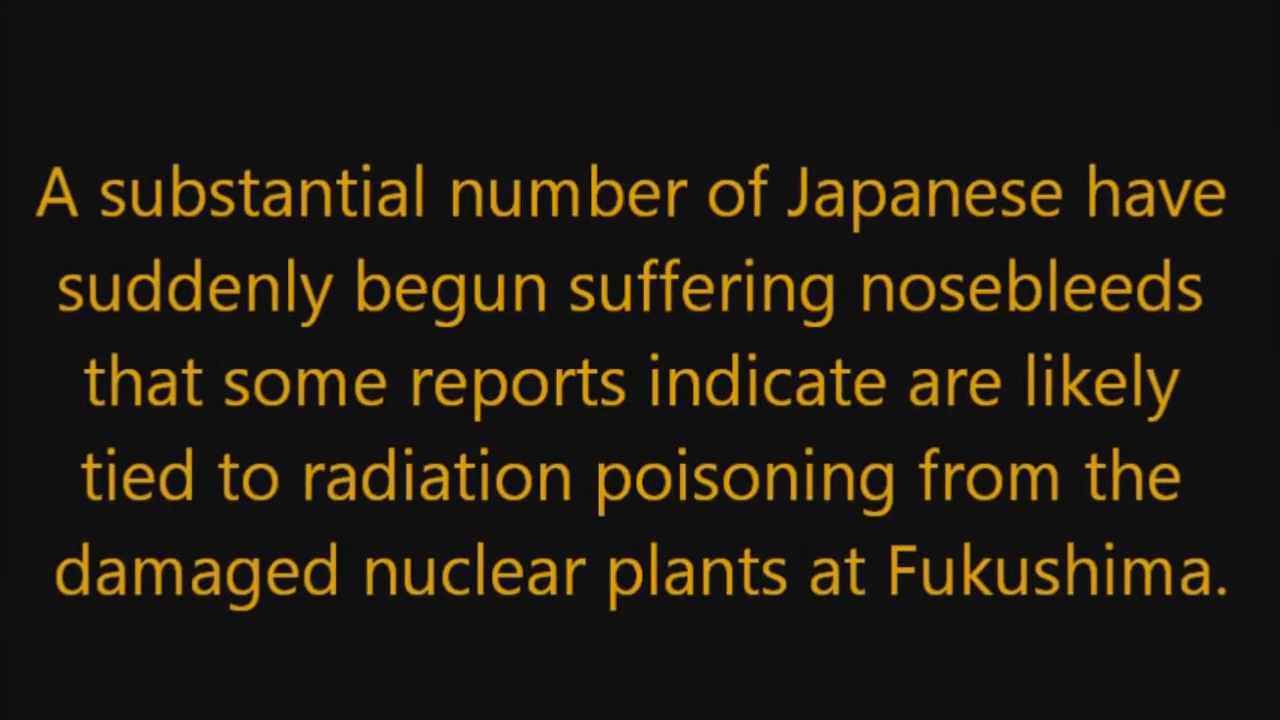 A substantial number of Japanese have
suddenly begun suffering nosebleeds
that some reports indicate are likely
tied to radiation poisoning from the
damaged nuclear plants at Fukushima.